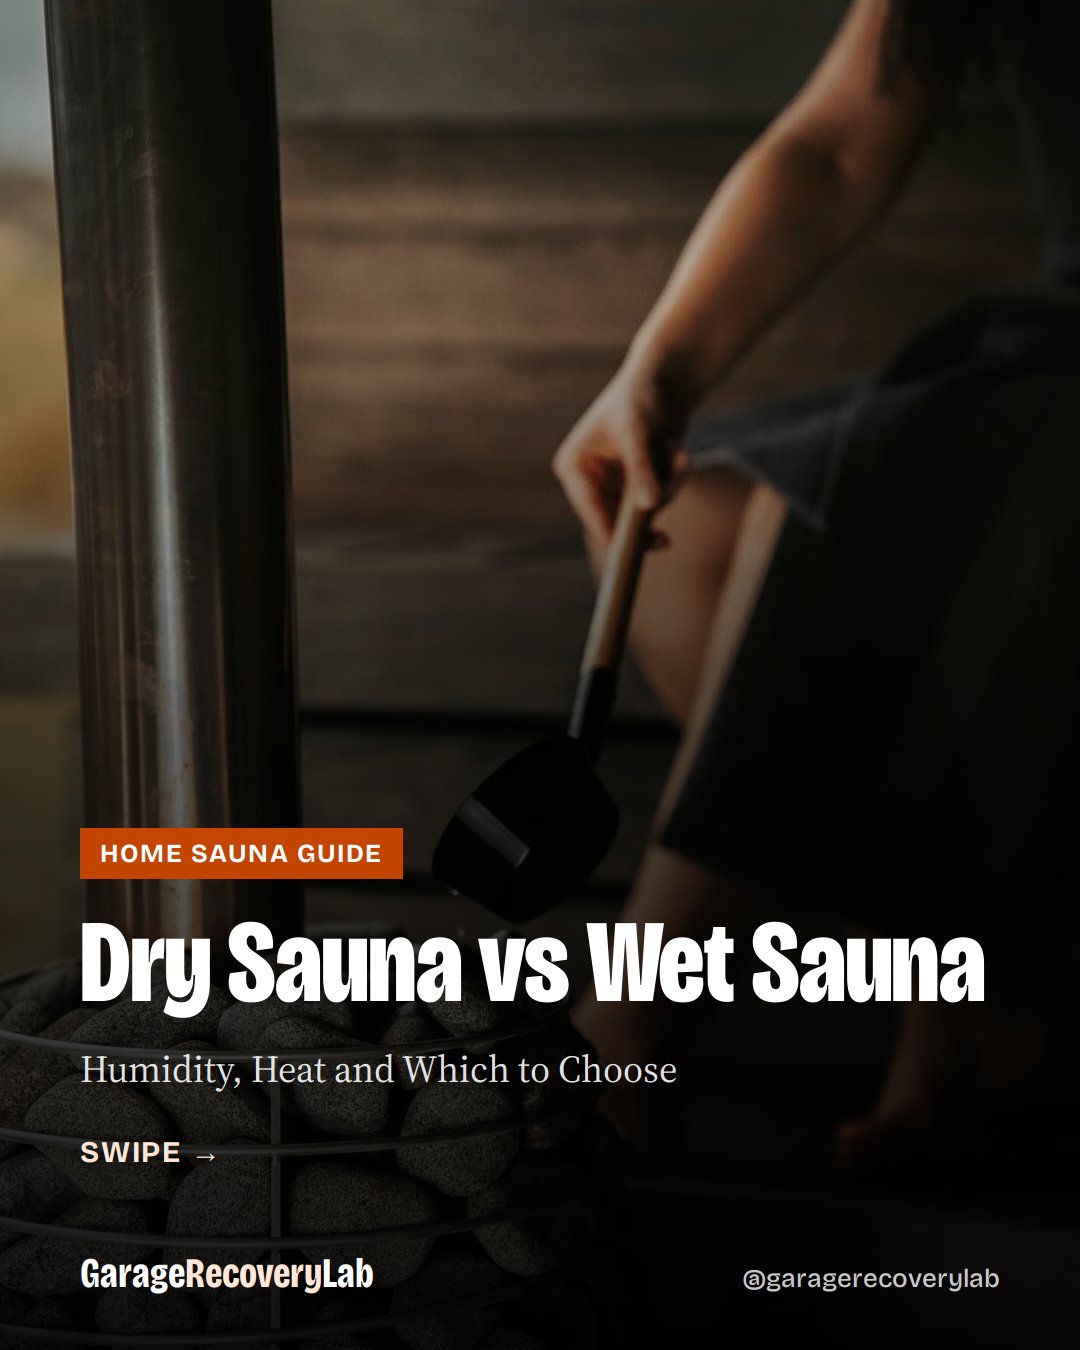 HOME SAUNA GUIDE
Dry Sauna vs Wet Sauna
Humidity, Heat and Which to Choose
SWIPE →
GarageRecoveryLab
@garagerecoverylab